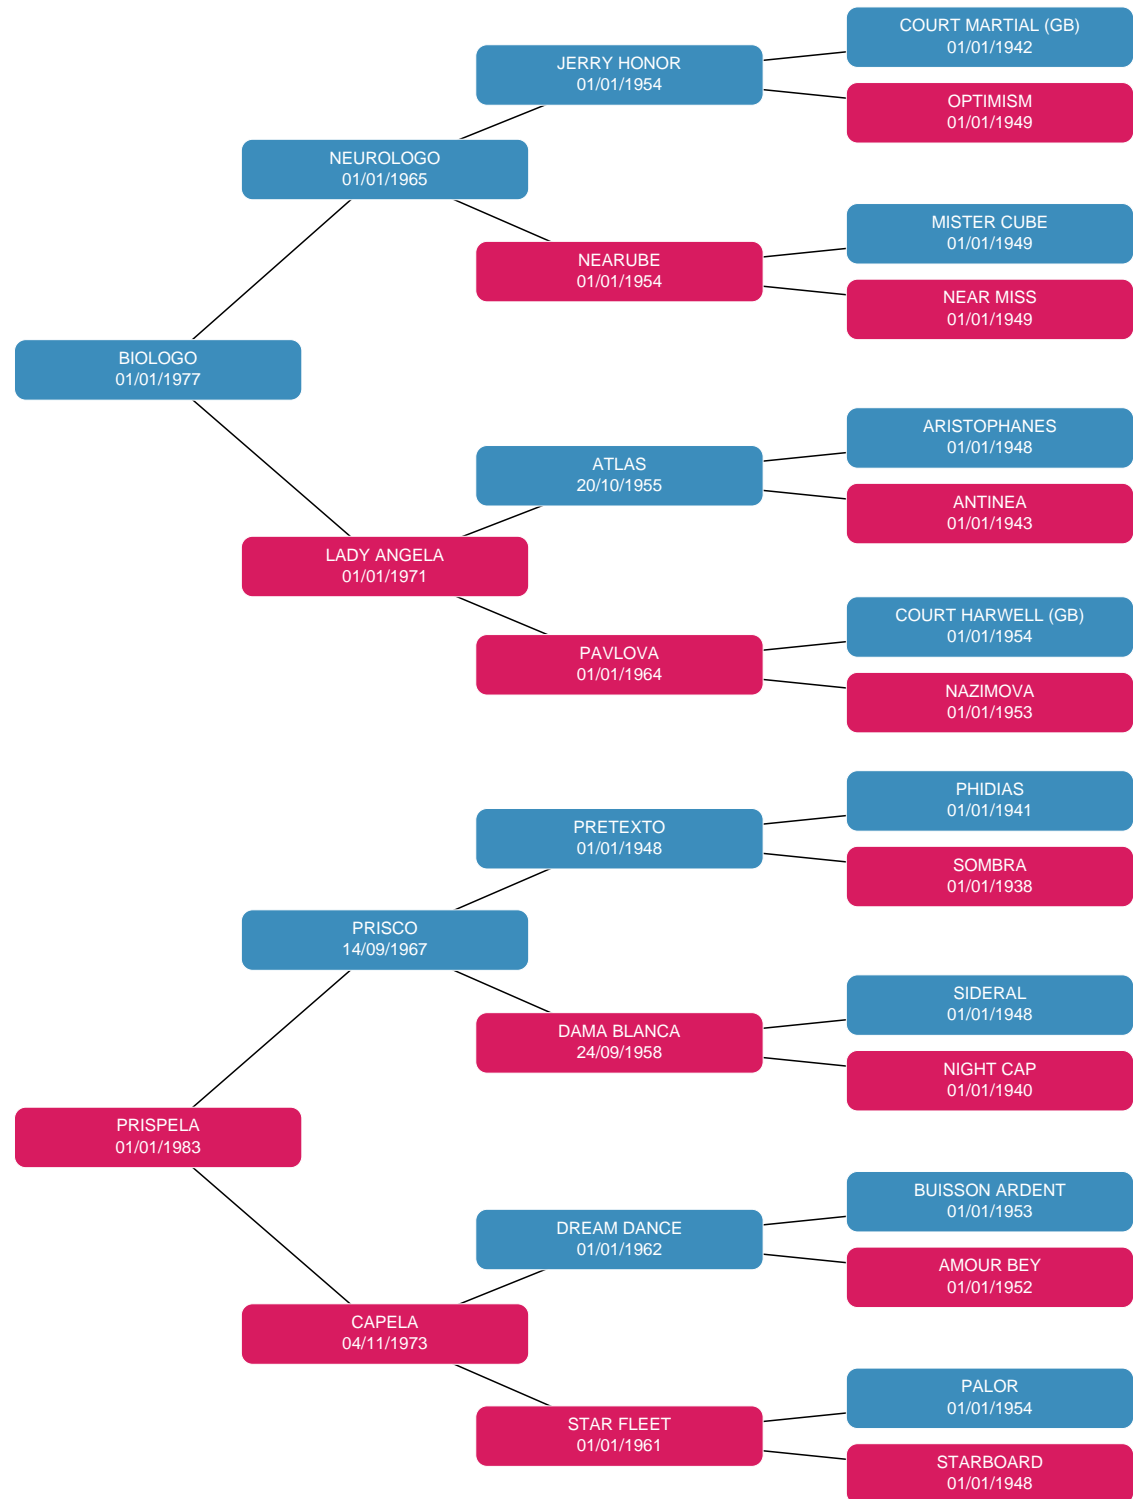 COURT MARTIAL (GB)
01/01/1942
JERRY HONOR
01/01/1954
OPTIMISM
01/01/1949
NEUROLOGO
01/01/1965
MISTER CUBE
01/01/1949
NEARUBE
01/01/1954
NEAR MISS
01/01/1949
BIOLOGO
01/01/1977
ARISTOPHANES
01/01/1948
ATLAS
20/10/1955
ANTINEA
01/01/1943
LADY ANGELA
01/01/1971
COURT HARWELL (GB)
01/01/1954
PAVLOVA
01/01/1964
NAZIMOVA
01/01/1953
PHIDIAS
01/01/1941
PRETEXTO
01/01/1948
SOMBRA
01/01/1938
PRISCO
14/09/1967
SIDERAL
01/01/1948
DAMA BLANCA
24/09/1958
NIGHT CAP
01/01/1940
PRISPELA
01/01/1983
BUISSON ARDENT
01/01/1953
DREAM DANCE
01/01/1962
AMOUR BEY
01/01/1952
CAPELA
04/11/1973
PALOR
01/01/1954
STAR FLEET
01/01/1961
STARBOARD
01/01/1948